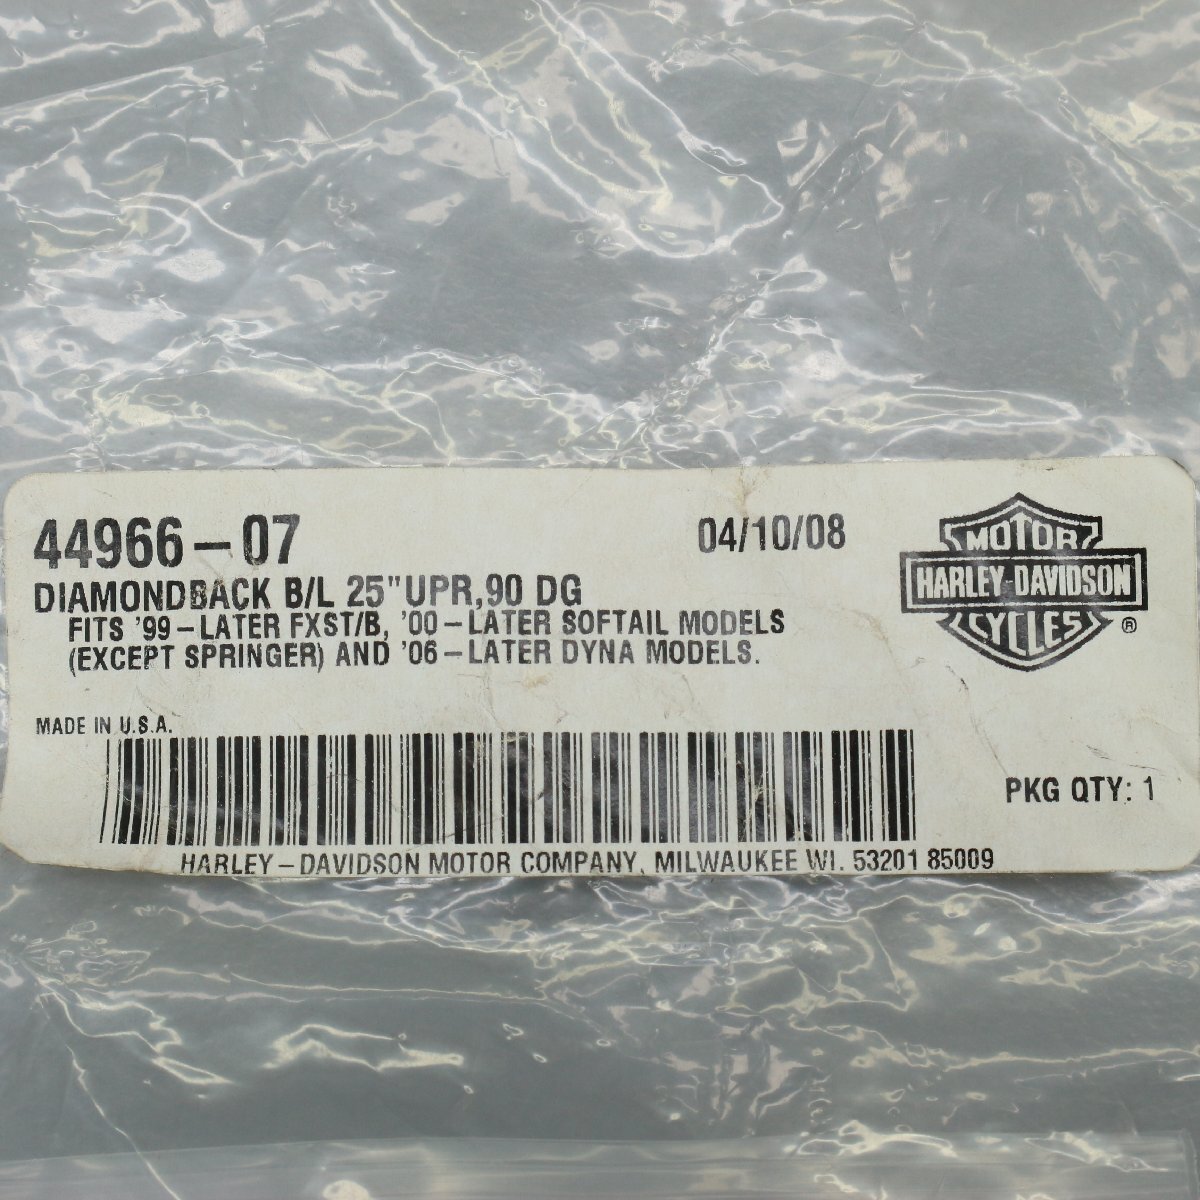 44966-07
04/10/08
DIAMONDBACK B/L 25" UPR,90 DG
FITS '99-LATER FXST/B, '00-LATER SOFTAIL MODELS
(EXCEPT SPRINGER) AND '06-LATER DYNA MODELS.
MOTOR
HARLEY-DAVIDSON
CYCLES
®
MADE IN U.S.A.
PKG QTY: 1
HARLEY-DAVIDSON MOTOR COMPANY, MILWAUKEE WI. 53201 85009